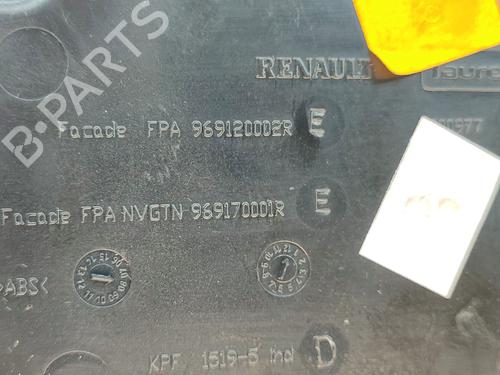 RENAULT
Facade FPA 969120002R E
Facade FPA NVGTN 969170001R E
>ABS<
KPF 1519-5 Ind D
B-PARTS